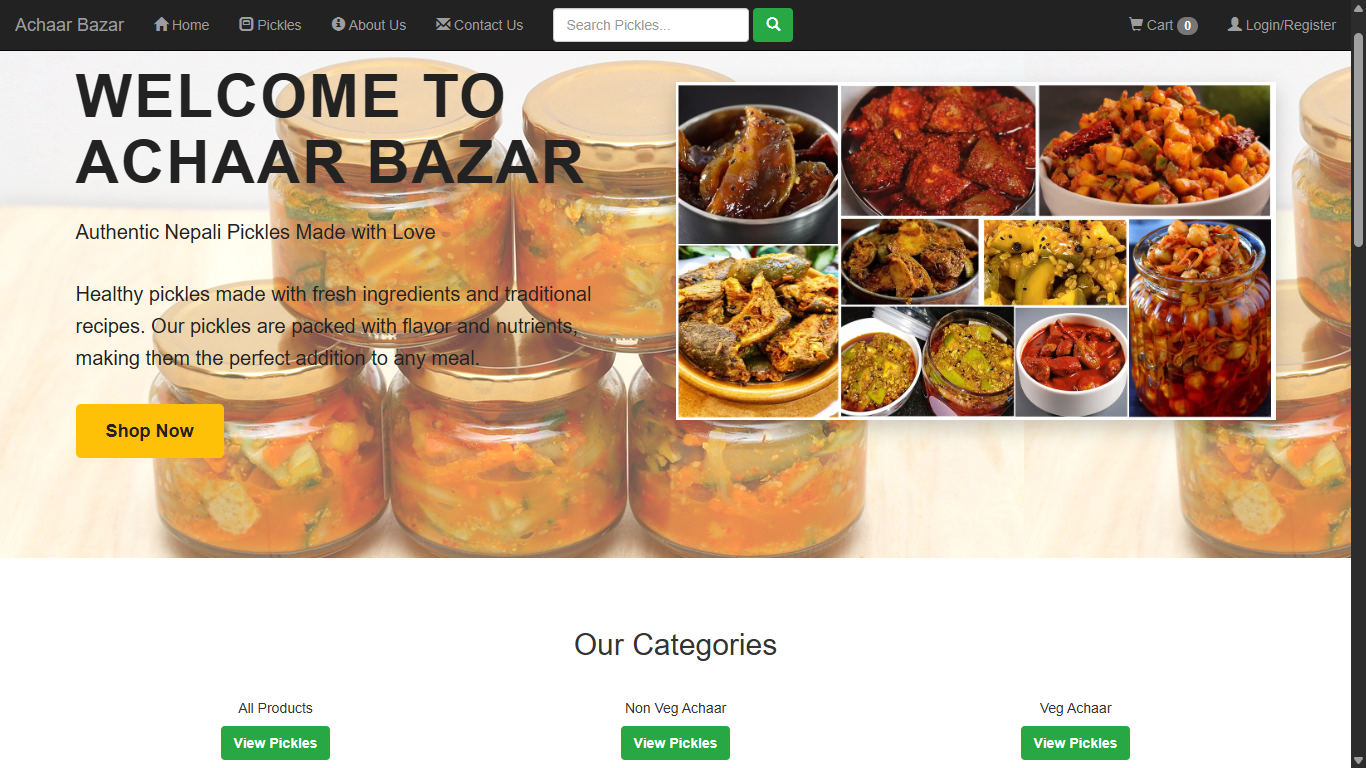 Achaar Bazar Home Pickles About Us Contact Us Search Pickles... Cart 0 Login/Register
WELCOME TO
ACHAAR BAZAR
Authentic Nepali Pickles Made with Love
Healthy pickles made with fresh ingredients and traditional
recipes. Our pickles are packed with flavor and nutrients,
making them the perfect addition to any meal.
Shop Now
Our Categories
All Products
View Pickles
Non Veg Achaar
View Pickles
Veg Achaar
View Pickles